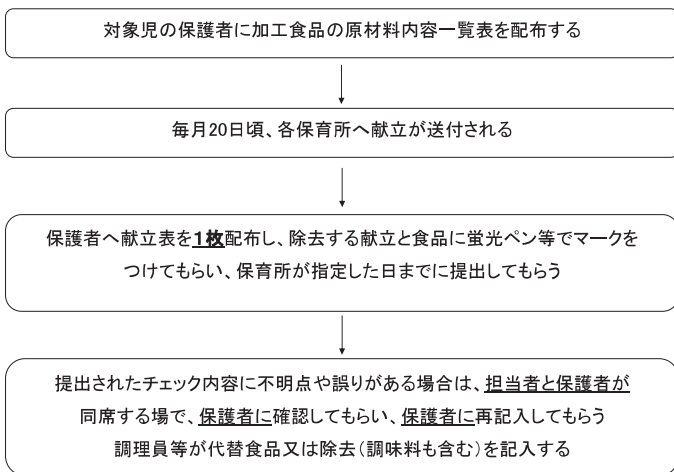 対象児の保護者に加工食品の原材料内容一覧表を配布する
毎月20日頃、各保育所へ献立が送付される
保護者へ献立表を1枚配布し、除去する献立と食品に蛍光ペン等でマークを
つけてもらい、保育所が指定した日までに提出してもらう
提出されたチェック内容に不明点や誤りがある場合は、担当者と保護者が
同席する場で、保護者に確認してもらい、保護者に再記入してもらう
調理員等が代替食品又は除去(調味料も含む)を記入する